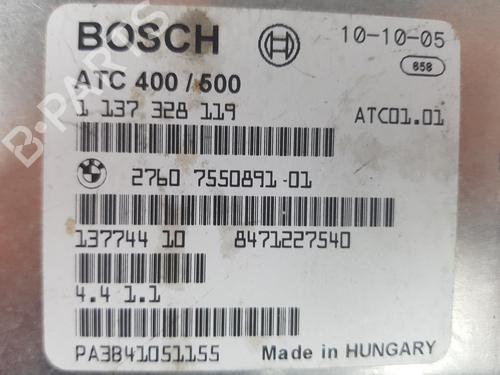 BOSCH
10-10-05
858
ATC 400 / 500
1 137 328 119
ATC01.01
2760 7550891-01
137744 10 8471227540
4.4 1.1
PA3B41051155
Made in HUNGARY
B-PARTS